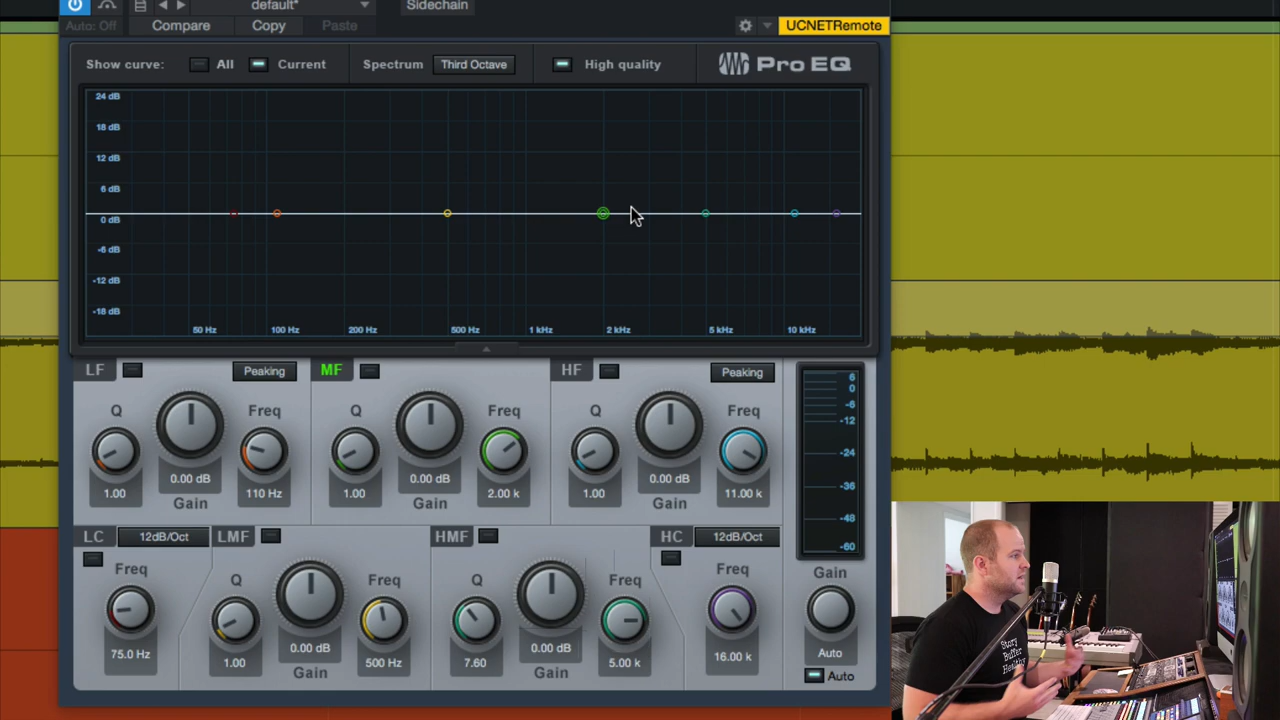 default*
Sidechain
Auto: Off
Compare
Copy
Paste
UCNETRemote
Show curve:
All
Current
Spectrum
Third Octave
High quality
Pro EQ
24 dB
18 dB
12 dB
6 dB
0 dB
-6 dB
-12 dB
-18 dB
50 Hz
100 Hz
200 Hz
500 Hz
1 kHz
2 kHz
5 kHz
10 kHz
LF
Peaking
Q
Freq
1.00
0.00 dB
110 Hz
Gain
MF
Q
Freq
1.00
0.00 dB
2.00 k
Gain
HF
Peaking
Q
Freq
1.00
0.00 dB
11.00 k
Gain
6
0
-6
-12
-24
-36
-48
-60
LC
12dB/Oct
Freq
75.0 Hz
LMF
Q
Freq
1.00
0.00 dB
500 Hz
Gain
HMF
Q
Freq
7.60
0.00 dB
5.00 k
Gain
HC
12dB/Oct
Freq
16.00 k
Gain
Auto
Auto
Story
Buffer
Healthy